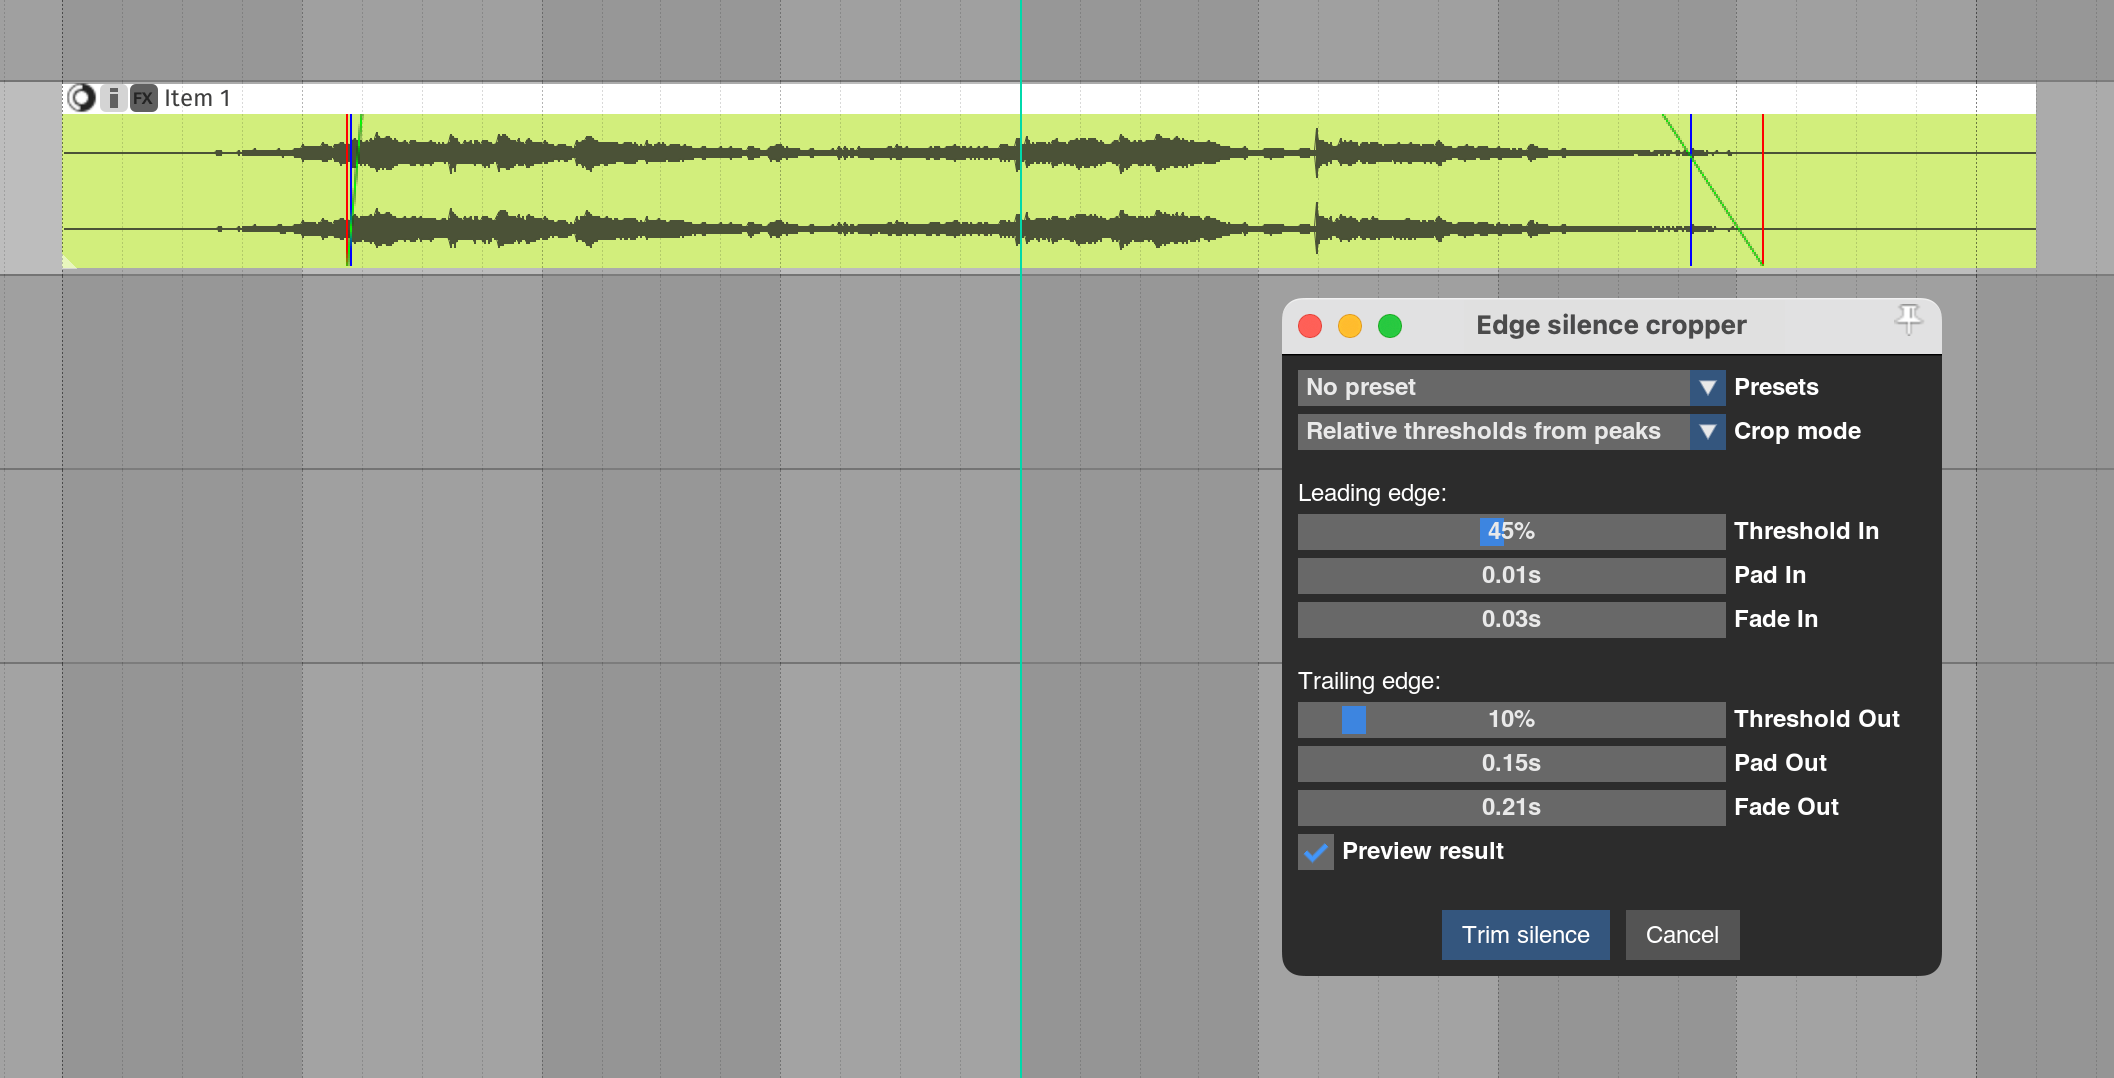 FX Item 1
Edge silence cropper
No preset Presets
Relative thresholds from peaks Crop mode
Leading edge:
45% Threshold In
0.01s Pad In
0.03s Fade In
Trailing edge:
10% Threshold Out
0.15s Pad Out
0.21s Fade Out
Preview result
Trim silence Cancel